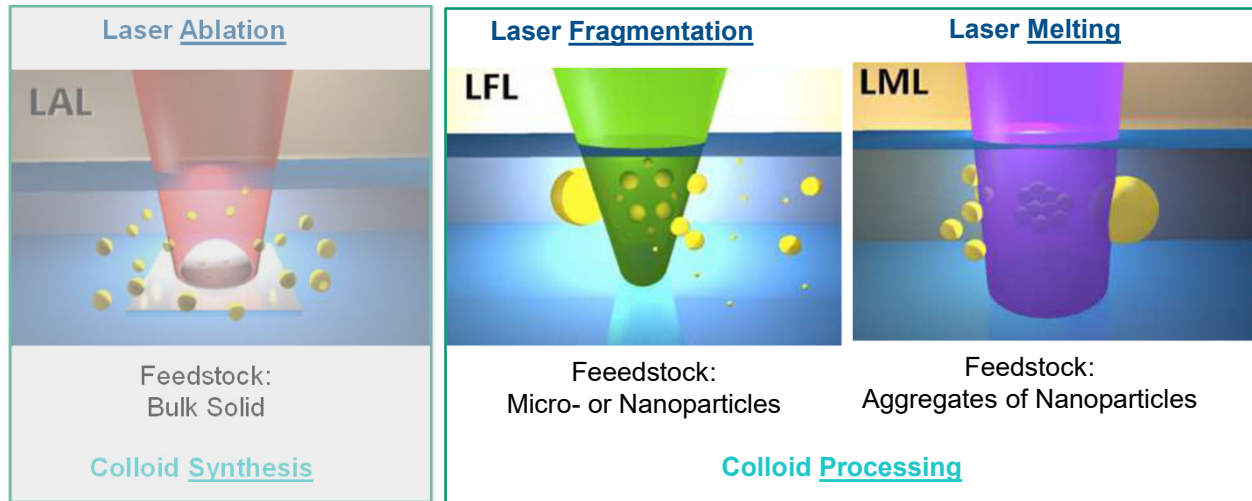 Laser Ablation
LAL
Feedstock:
Bulk Solid
Colloid Synthesis
Laser Fragmentation
LFL
Feeedstock:
Micro- or Nanoparticles
Laser Melting
LML
Feedstock:
Aggregates of Nanoparticles
Colloid Processing